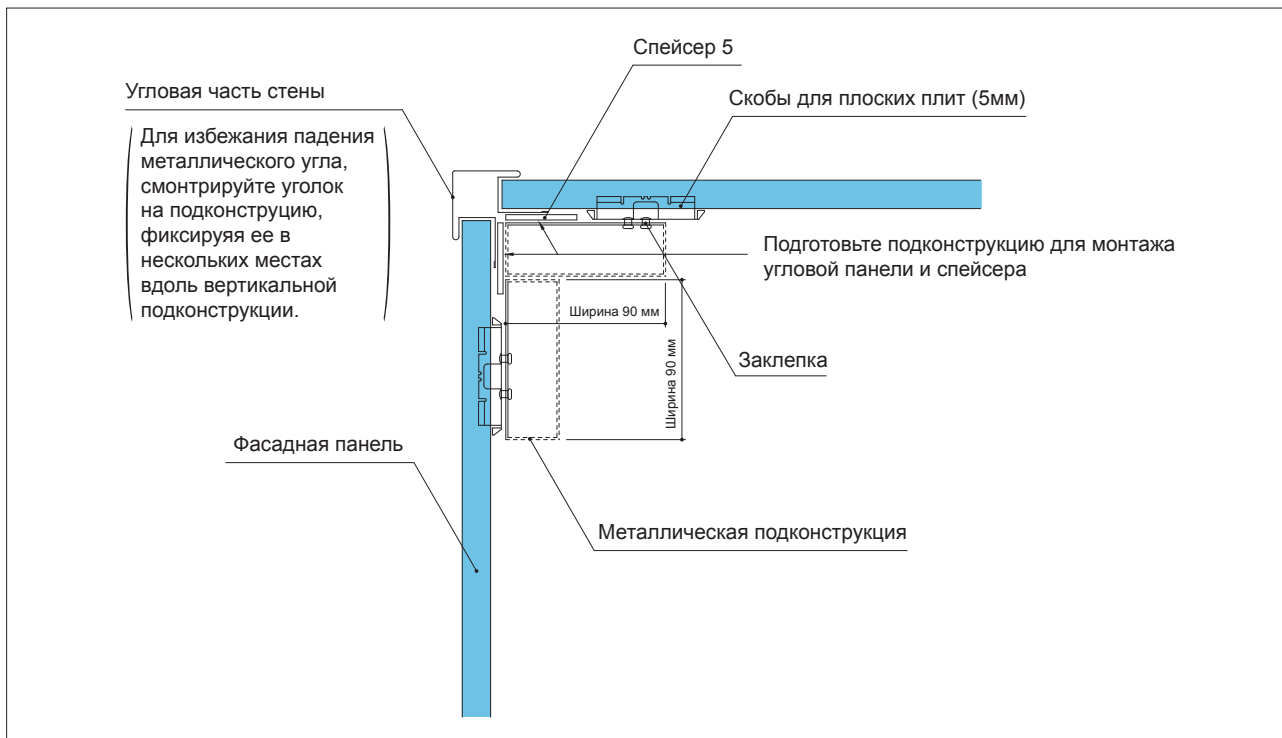 Спейсер 5
Угловая часть стены
Скобы для плоских плит (5мм)
Для избежания падения
металлического угла,
смонтрируйте уголок
на подконструцию,
фиксируяя ее в
нескольких местах
вдоль вертикальной
подконструкции.
Подготовьте подконструкцию для монтажа
угловой панели и спейсера
Ширина 90 мм
Ширина 90 мм
Заклепка
Фасадная панель
Металлическая подконструкция